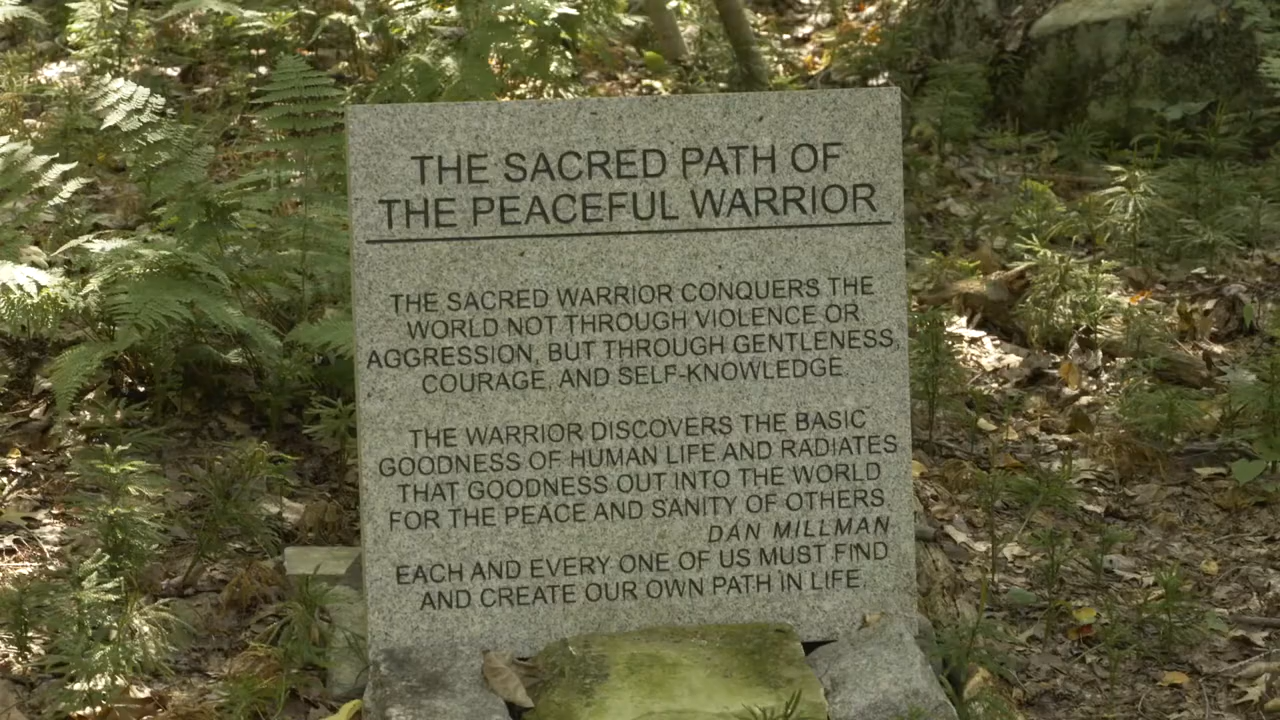 THE SACRED PATH OF
THE PEACEFUL WARRIOR
THE SACRED WARRIOR CONQUERS THE
WORLD NOT THROUGH VIOLENCE OR
AGGRESSION, BUT THROUGH GENTLENESS,
COURAGE, AND SELF-KNOWLEDGE.
THE WARRIOR DISCOVERS THE BASIC
GOODNESS OF HUMAN LIFE AND RADIATES
THAT GOODNESS OUT INTO THE WORLD
FOR THE PEACE AND SANITY OF OTHERS
DAN MILLMAN
EACH AND EVERY ONE OF US MUST FIND
AND CREATE OUR OWN PATH IN LIFE.